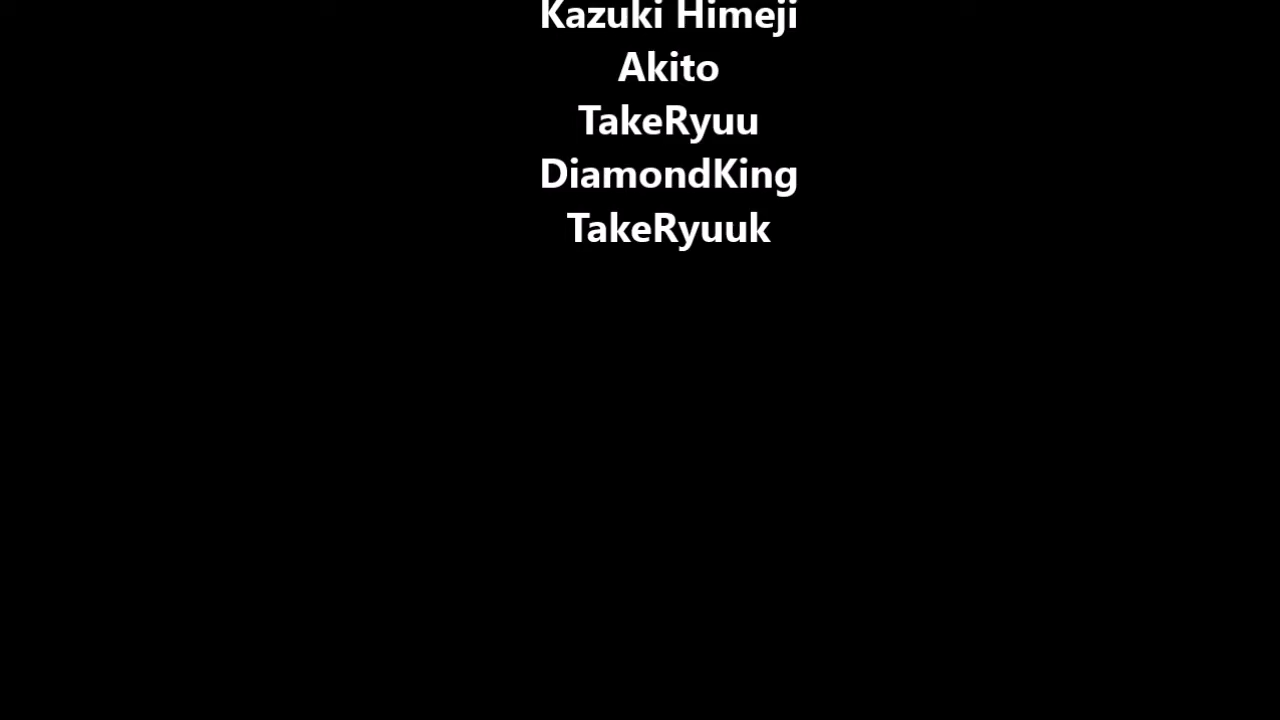 Kazuki Himeji
Akito
TakeRyuu
DiamondKing
TakeRyuuk